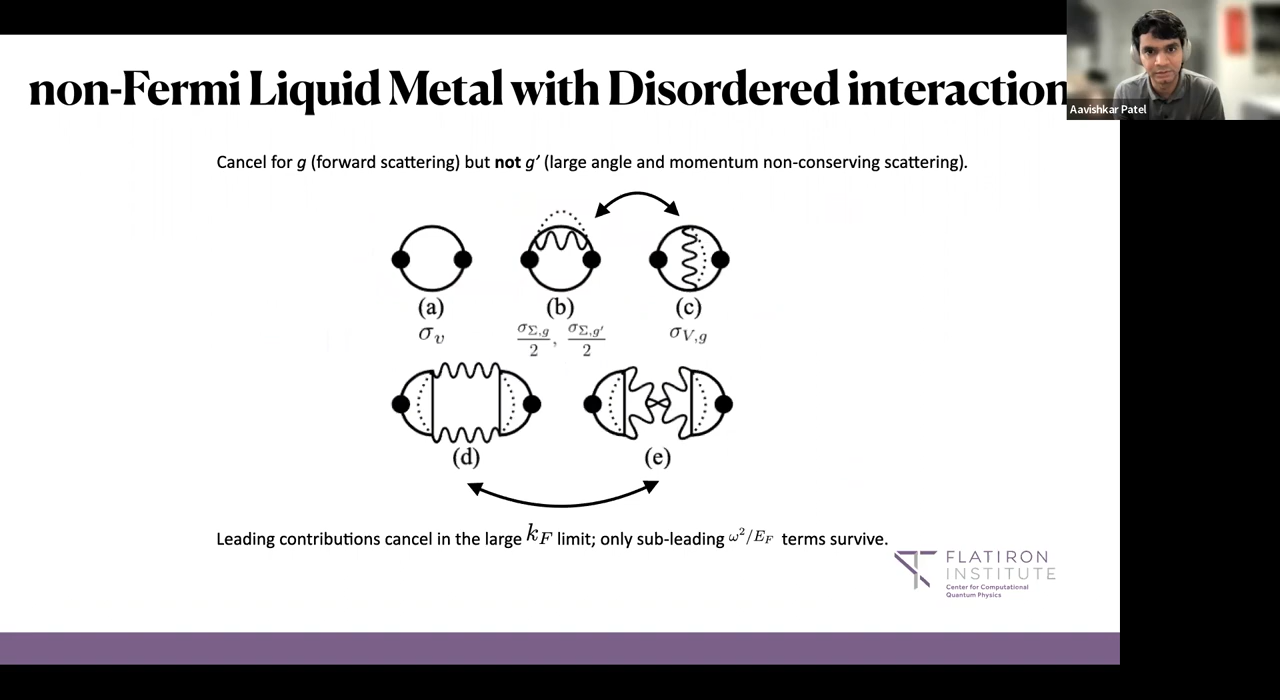 non-Fermi Liquid Metal with Disordered interaction
Aavishkar Patel
Cancel for g (forward scattering) but not g′ (large angle and momentum non-conserving scattering).
(a)
(b)
(c)
σ_v
σ_{Σ,g}/2, σ_{Σ,g′}/2
σ_{V,g}
(d)
(e)
Leading contributions cancel in the large k_F limit; only sub-leading ω²/E_F terms survive.
FLATIRON
INSTITUTE
Center for Computational
Quantum Physics